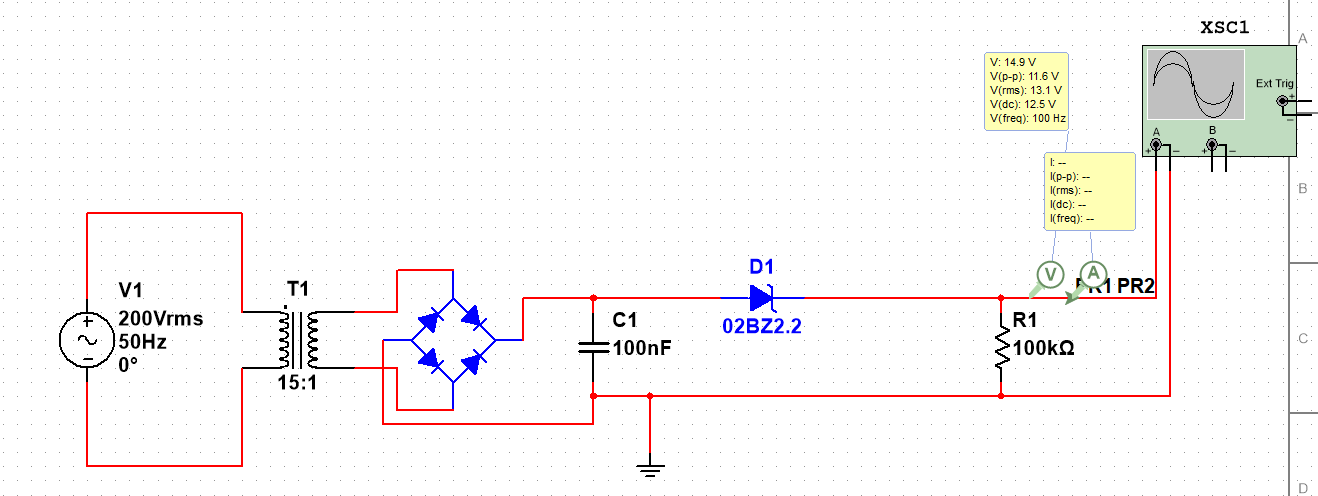 XSC1
A
V: 14.9 V
V(p-p): 11.6 V
V(rms): 13.1 V
V(dc): 12.5 V
V(freq): 100 Hz
Ext Trig
+
−
A
B
+ − + −
I: --
I(p-p): --
I(rms): --
I(dc): --
I(freq): --
B
V
A
PR1 PR2
D1
02BZ2.2
V1
200Vrms
50Hz
0°
+
−
T1
15:1
C1
100nF
R1
100kΩ
C
D